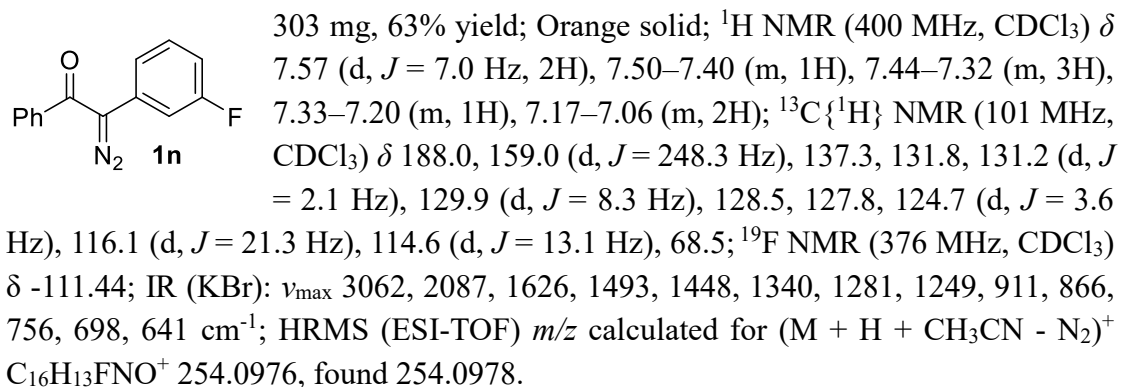 303 mg, 63% yield; Orange solid; ¹H NMR (400 MHz, CDCl₃) δ
7.57 (d, J = 7.0 Hz, 2H), 7.50–7.40 (m, 1H), 7.44–7.32 (m, 3H),
7.33–7.20 (m, 1H), 7.17–7.06 (m, 2H); ¹³C{¹H} NMR (101 MHz,
CDCl₃) δ 188.0, 159.0 (d, J = 248.3 Hz), 137.3, 131.8, 131.2 (d, J
= 2.1 Hz), 129.9 (d, J = 8.3 Hz), 128.5, 127.8, 124.7 (d, J = 3.6
Hz), 116.1 (d, J = 21.3 Hz), 114.6 (d, J = 13.1 Hz), 68.5; ¹⁹F NMR (376 MHz, CDCl₃)
δ -111.44; IR (KBr): νmax 3062, 2087, 1626, 1493, 1448, 1340, 1281, 1249, 911, 866,
756, 698, 641 cm⁻¹; HRMS (ESI-TOF) m/z calculated for (M + H + CH₃CN - N₂)⁺
C₁₆H₁₃FNO⁺ 254.0976, found 254.0978.
O
Ph
F
N₂ 1n